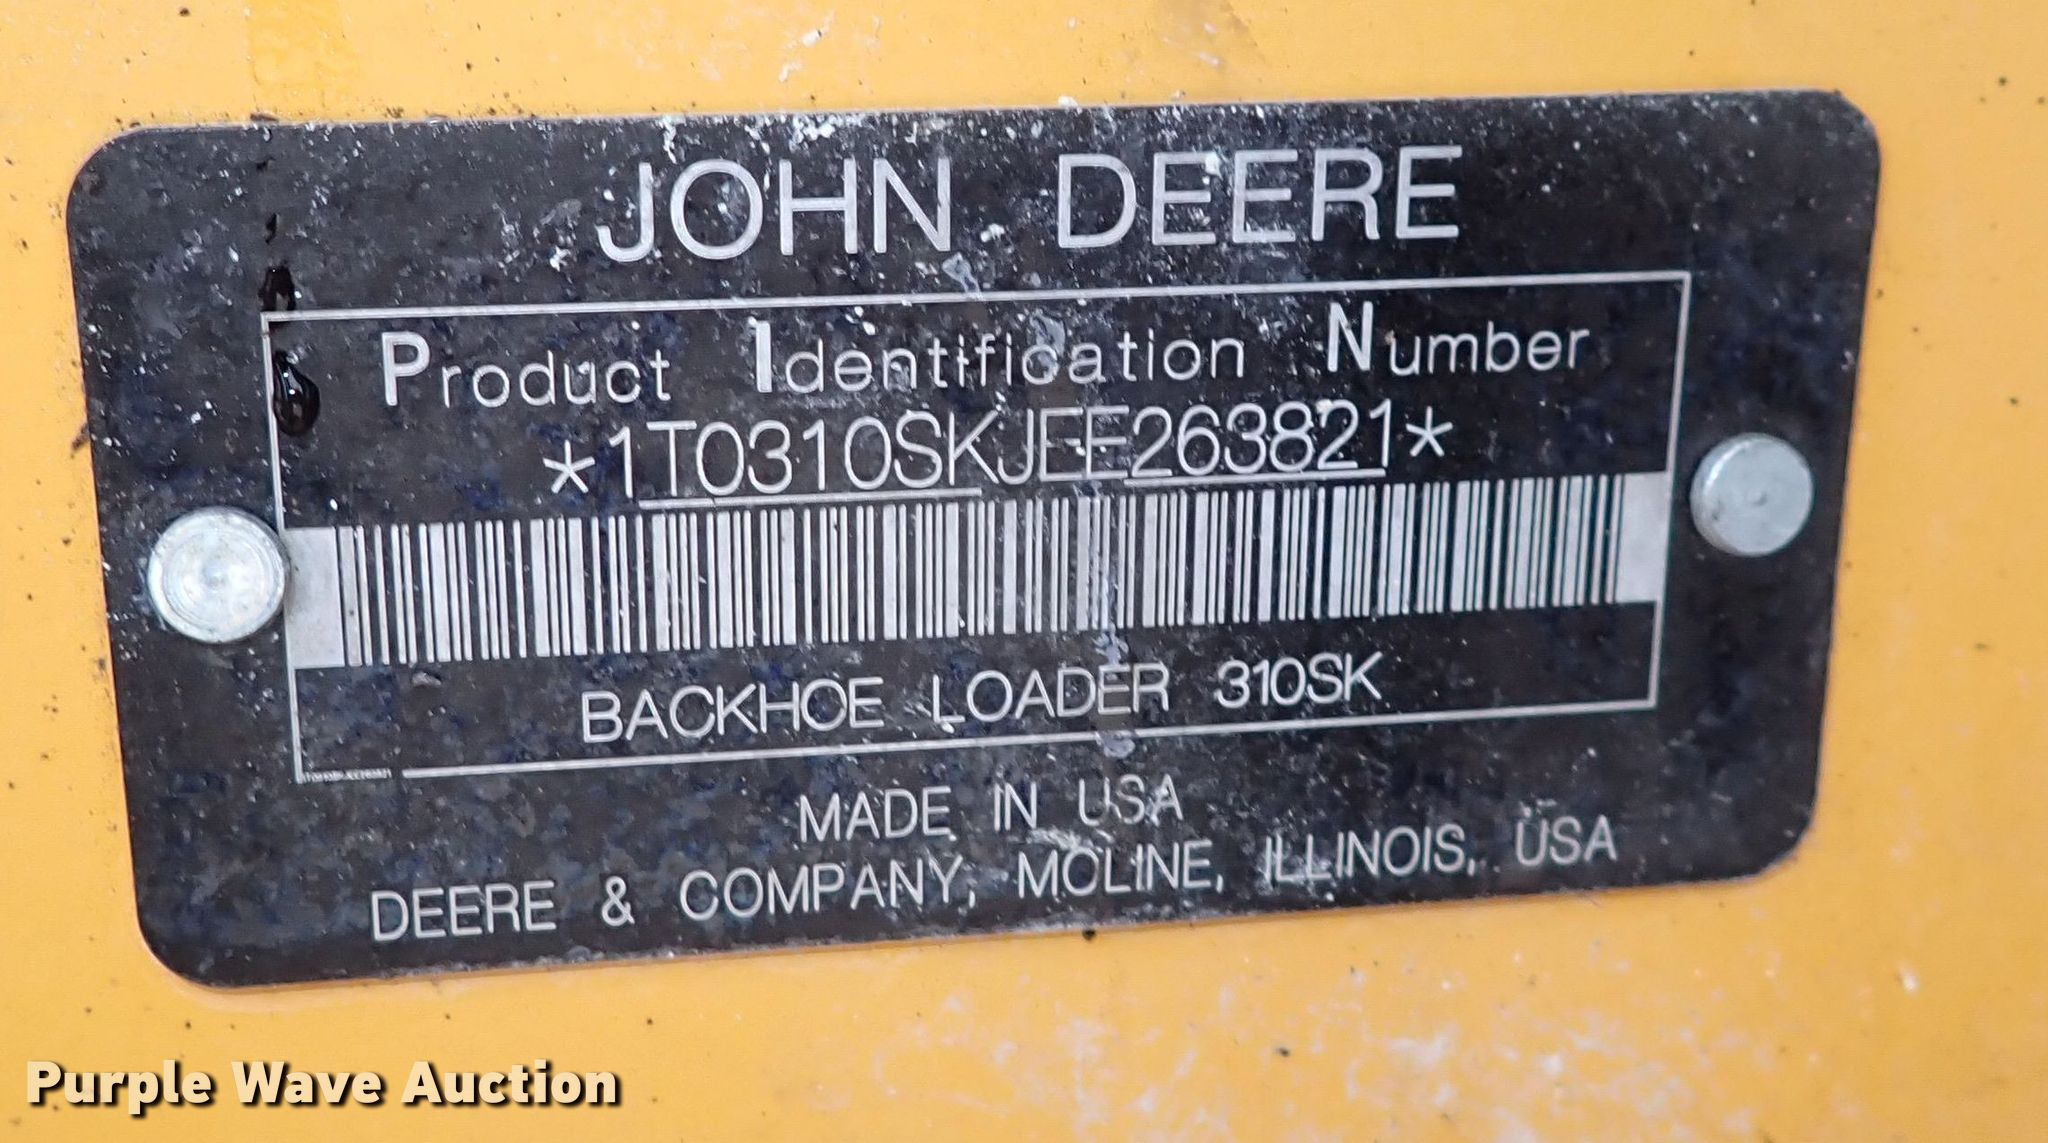 JOHN DEERE
Product Identification Number
*1T0310SKJEE263821*
BACKHOE LOADER 310SK
MADE IN USA
DEERE & COMPANY, MOLINE, ILLINOIS, USA
Purple Wave Auction